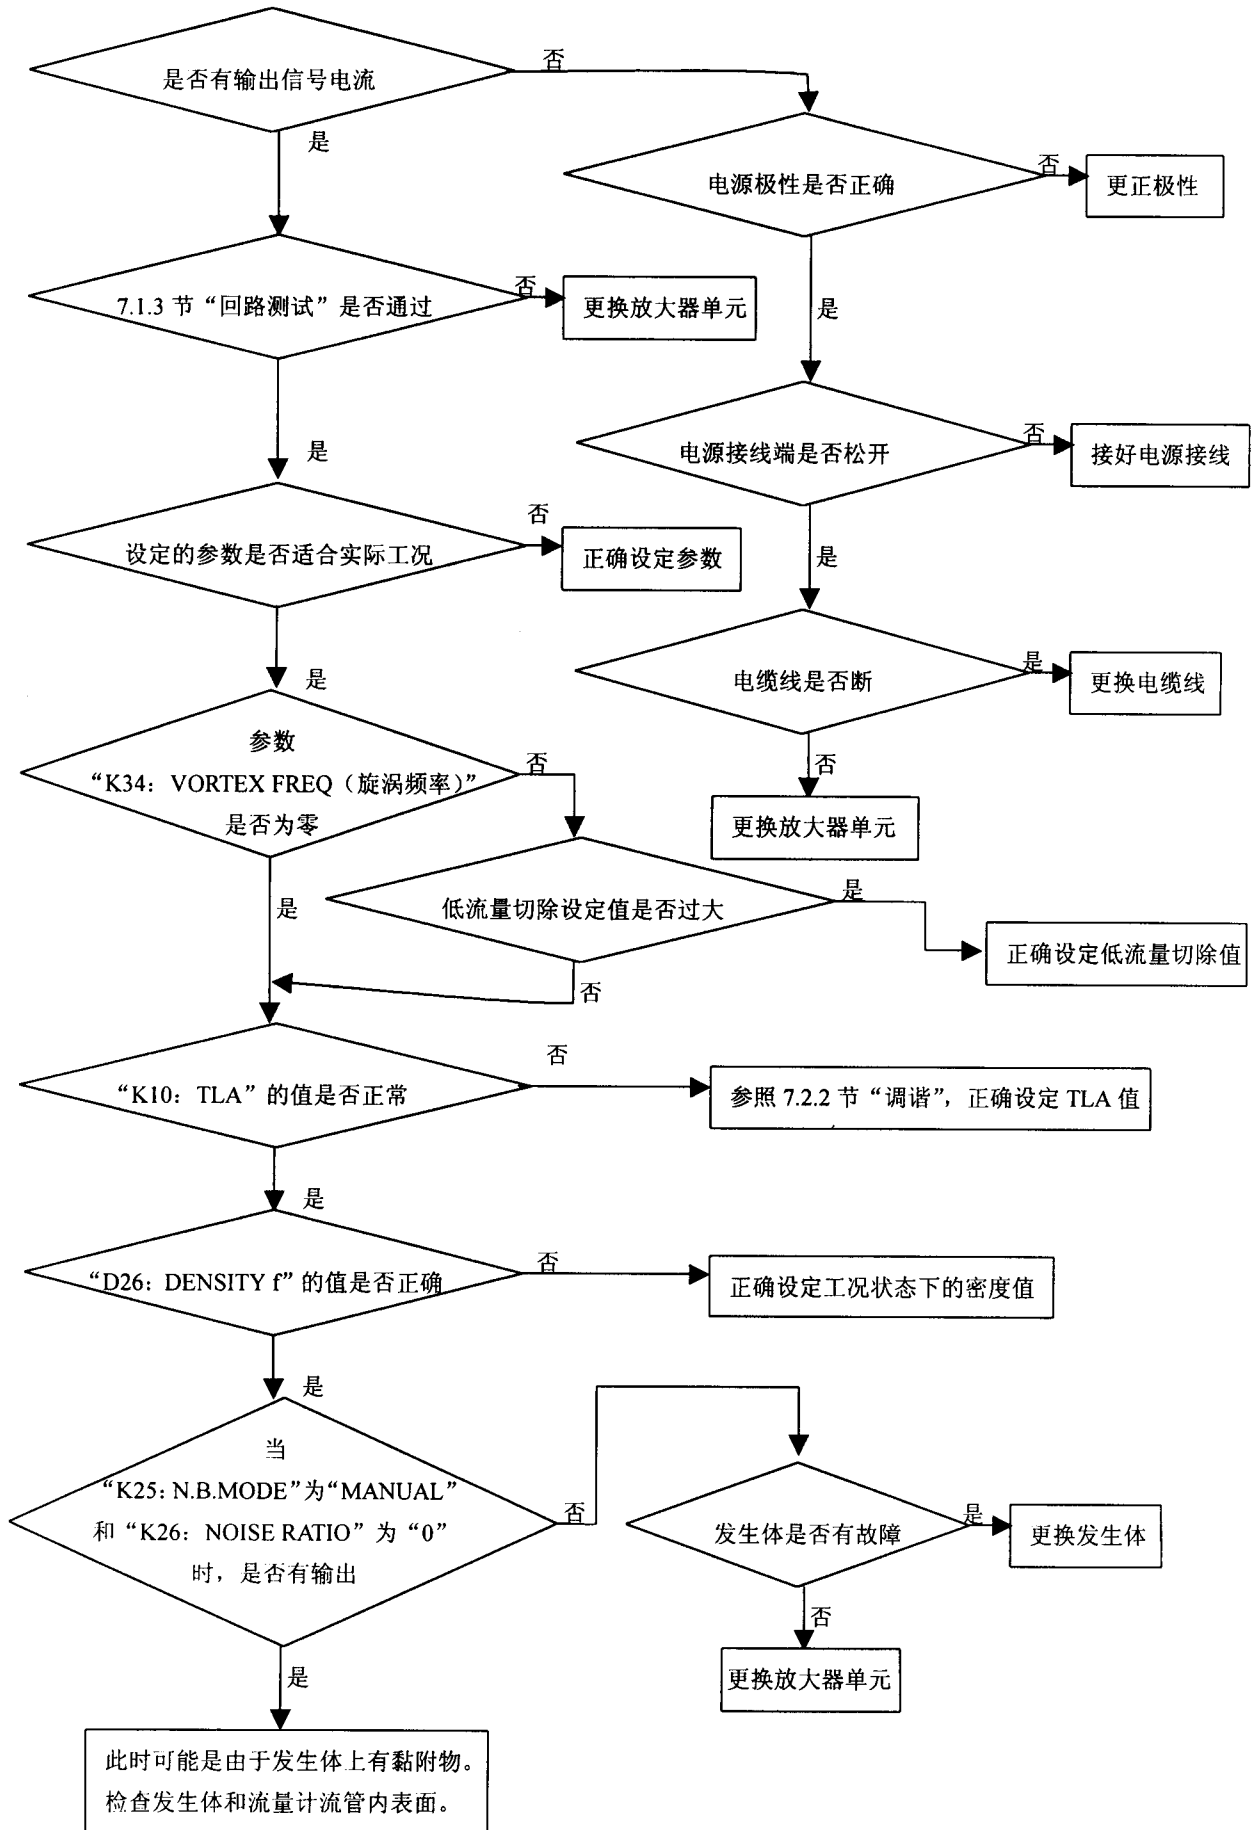 是否有输出信号电流
否
是
电源极性是否正确
否
更正极性
7.1.3 节“回路测试”是否通过
否
更换放大器单元
是
是
电源接线端是否松开
否
接好电源接线
设定的参数是否适合实际工况
否
正确设定参数
是
是
电缆线是否断
是
更换电缆线
否
更换放大器单元
参数
“K34：VORTEX FREQ（旋涡频率）”
是否为零
否
是
低流量切除设定值是否过大
是
正确设定低流量切除值
否
“K10：TLA”的值是否正常
否
参照 7.2.2 节“调谐”，正确设定 TLA 值
是
“D26：DENSITY f”的值是否正确
否
正确设定工况状态下的密度值
是
当
“K25：N.B.MODE”为“MANUAL”
和“K26：NOISE RATIO”为“0”
时，是否有输出
否
发生体是否有故障
是
更换发生体
否
更换放大器单元
是
此时可能是由于发生体上有黏附物。
检查发生体和流量计流管内表面。